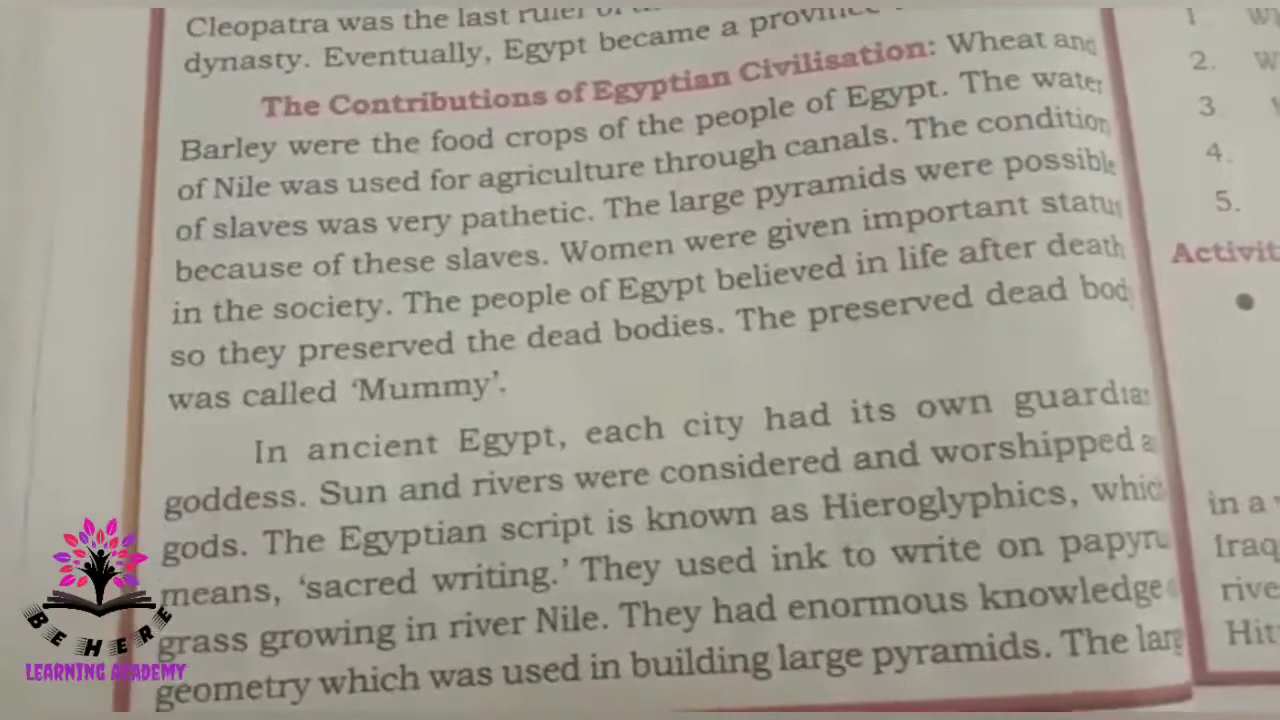 Cleopatra was the last ruler
dynasty. Eventually, Egypt became a province
The Contributions of Egyptian Civilisation: Wheat and
Barley were the food crops of the people of Egypt. The water
of Nile was used for agriculture through canals. The condition
of slaves was very pathetic. The large pyramids were possible
because of these slaves. Women were given important status
in the society. The people of Egypt believed in life after death
so they preserved the dead bodies. The preserved dead body
was called ‘Mummy’.
In ancient Egypt, each city had its own guardian
goddess. Sun and rivers were considered and worshipped
gods. The Egyptian script is known as Hieroglyphics, which
means, ‘sacred writing.’ They used ink to write on papyrus
grass growing in river Nile. They had enormous knowledge
geometry which was used in building large pyramids. The
1
2.
3.
4.
5.
Activit
in a
Iraq
rive
Hit
BE HERE
LEARNING ACADEMY